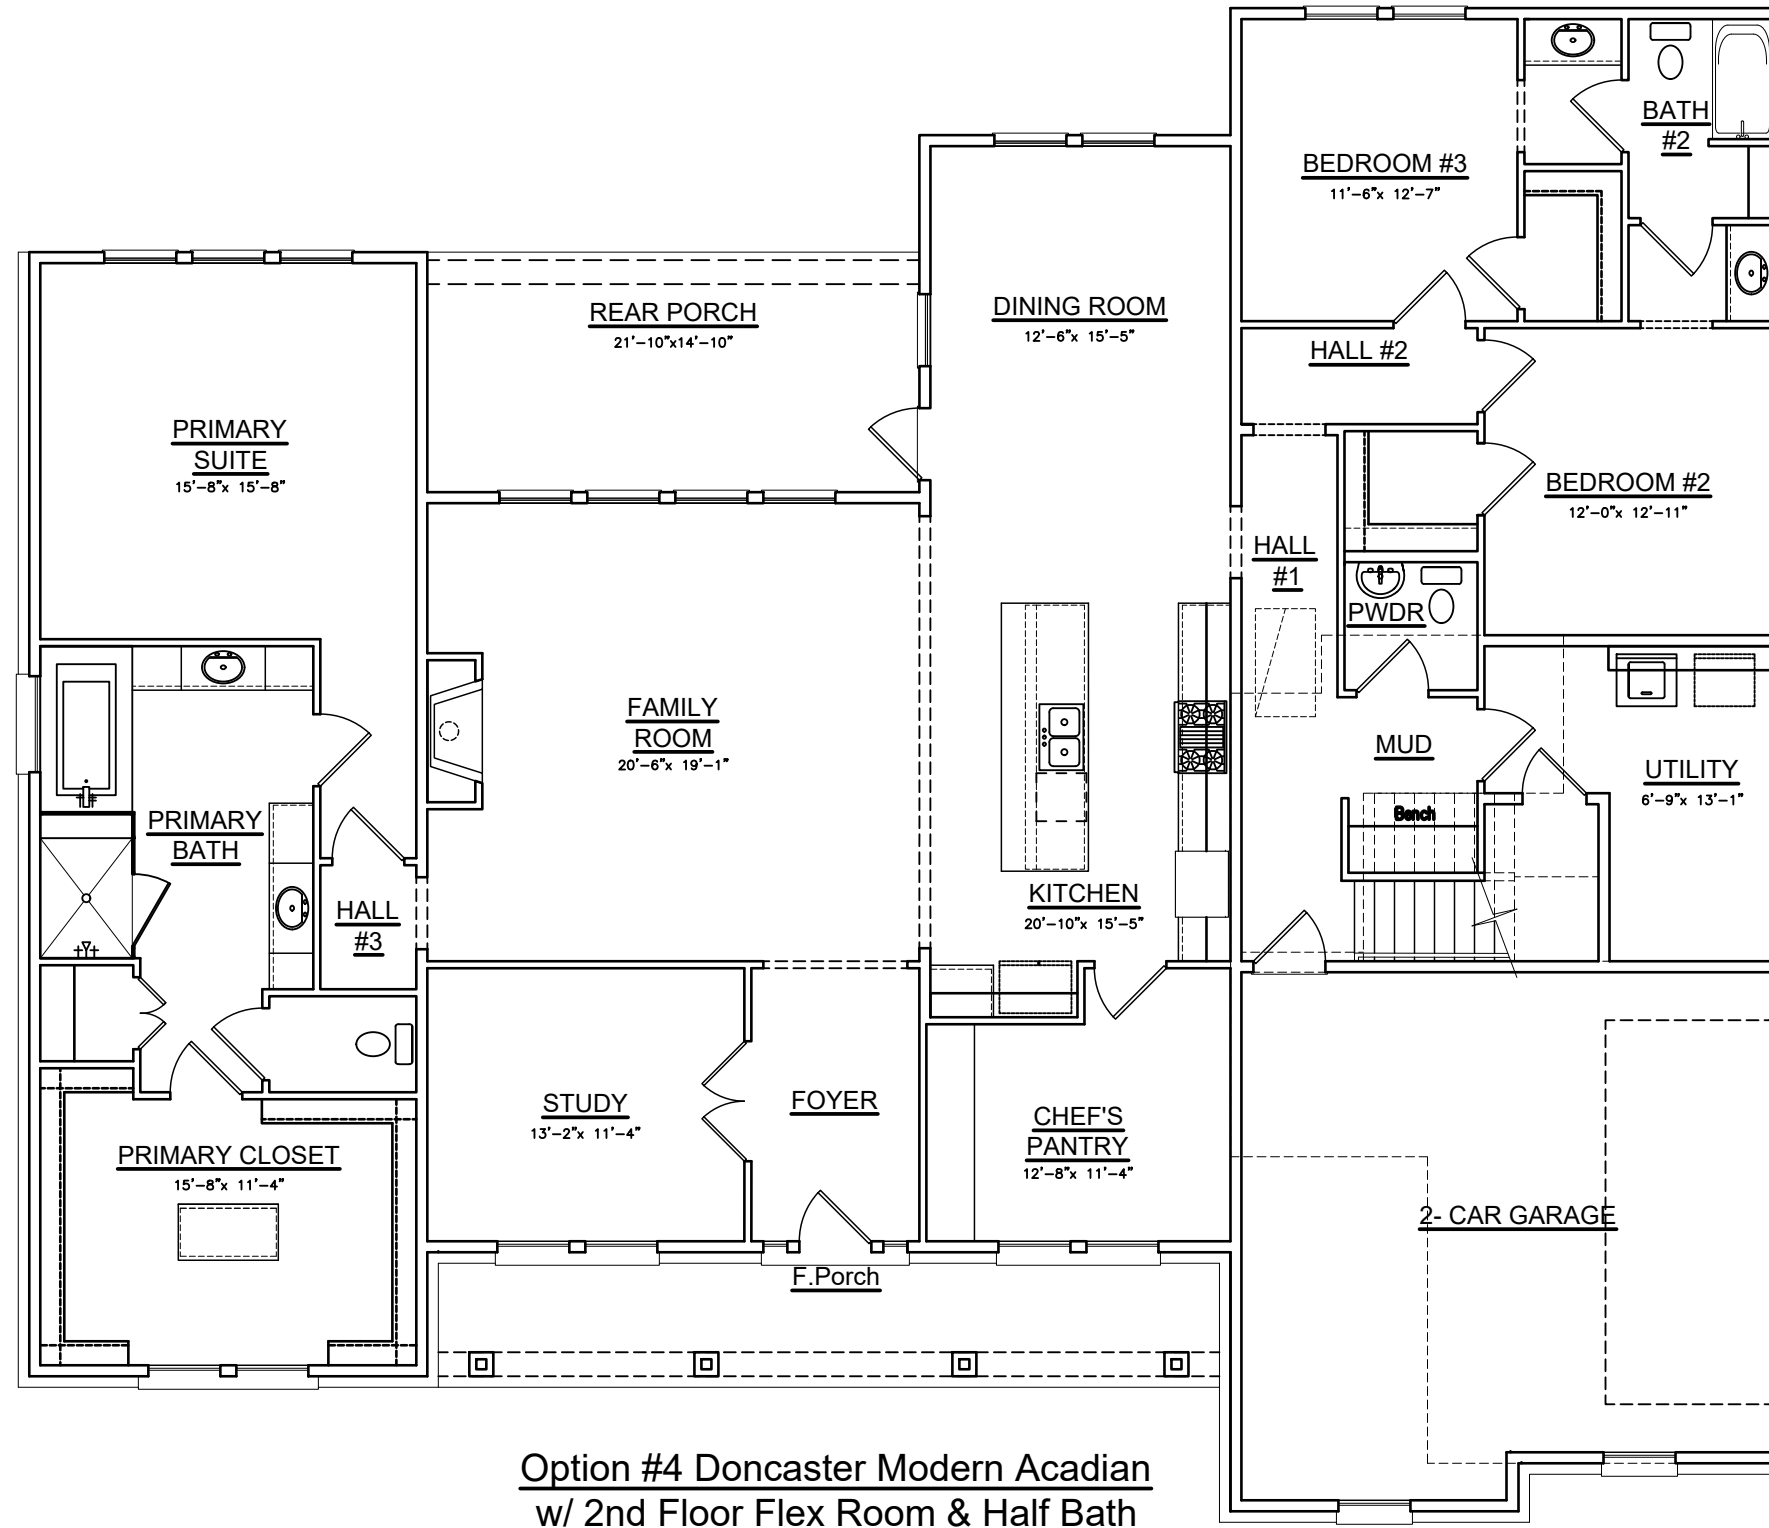 BATH
#2
BEDROOM #3
11'-6"x 12'-7"
REAR PORCH
21'-10"x14'-10"
DINING ROOM
12'-6"x 15'-5"
HALL #2
PRIMARY
SUITE
15'-8"x 15'-8"
BEDROOM #2
12'-0"x 12'-11"
HALL
#1
PWDR
FAMILY
ROOM
20'-6"x 19'-1"
MUD
UTILITY
6'-9"x 13'-1"
Bench
PRIMARY
BATH
KITCHEN
20'-10"x 15'-5"
HALL
#3
STUDY
13'-2"x 11'-4"
FOYER
CHEF'S
PANTRY
12'-8"x 11'-4"
PRIMARY CLOSET
15'-8"x 11'-4"
2- CAR GARAGE
F.Porch
Option #4 Doncaster Modern Acadian
w/ 2nd Floor Flex Room & Half Bath